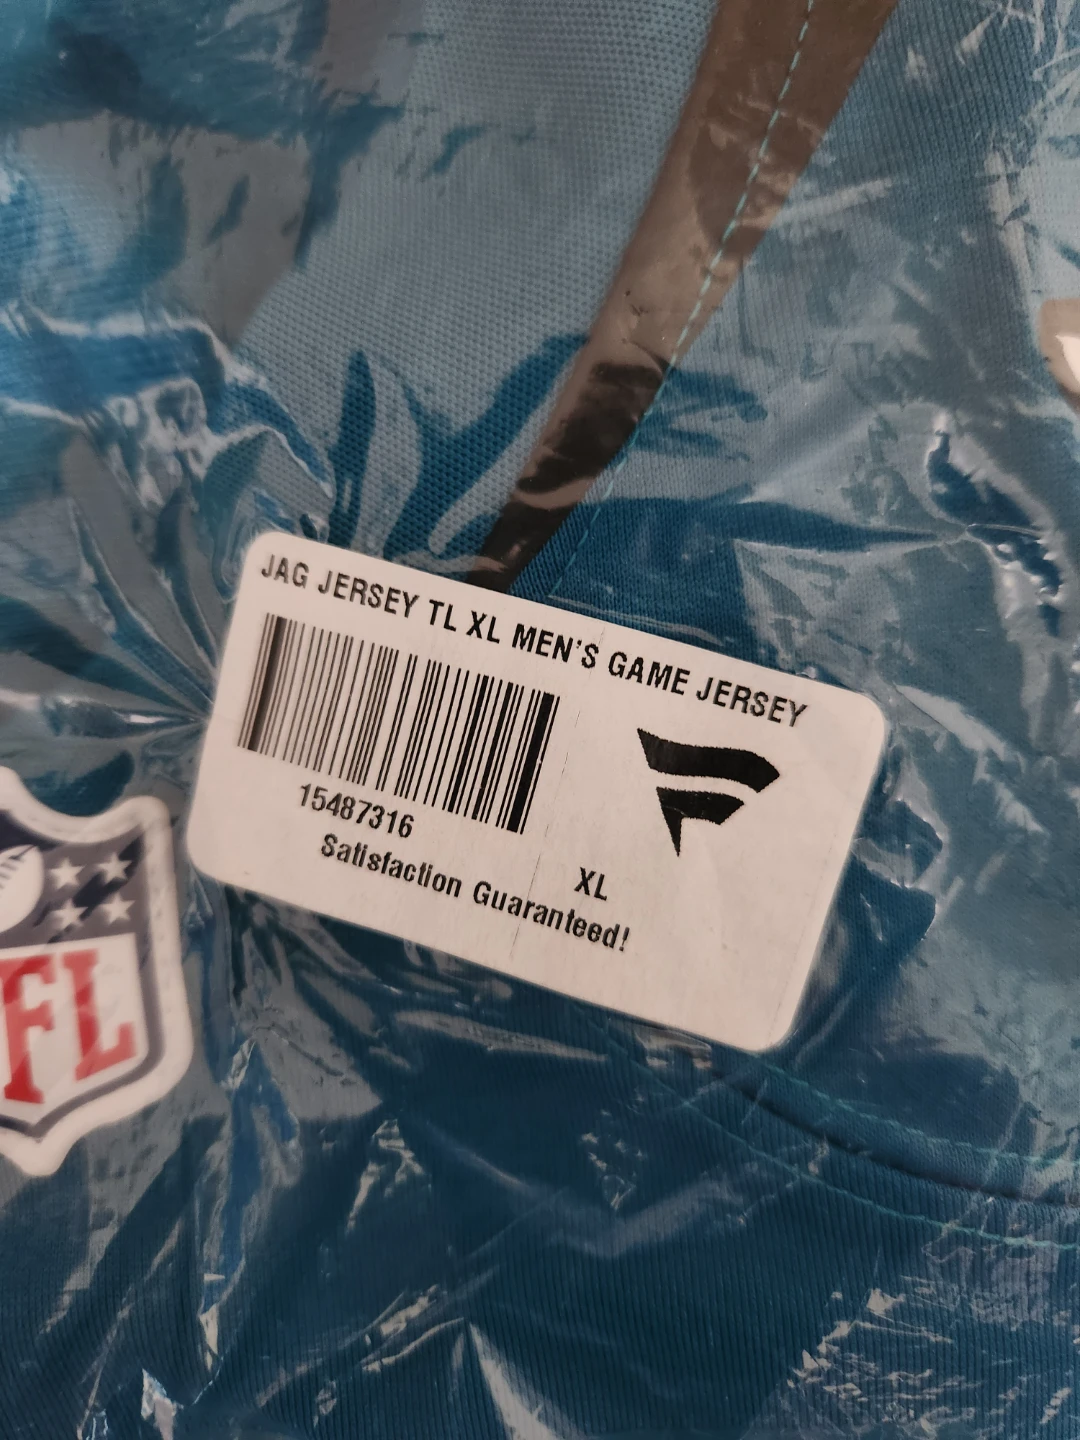 JAG JERSEY TL XL MEN'S GAME JERSEY
15487316
Satisfaction Guaranteed!
XL
FL